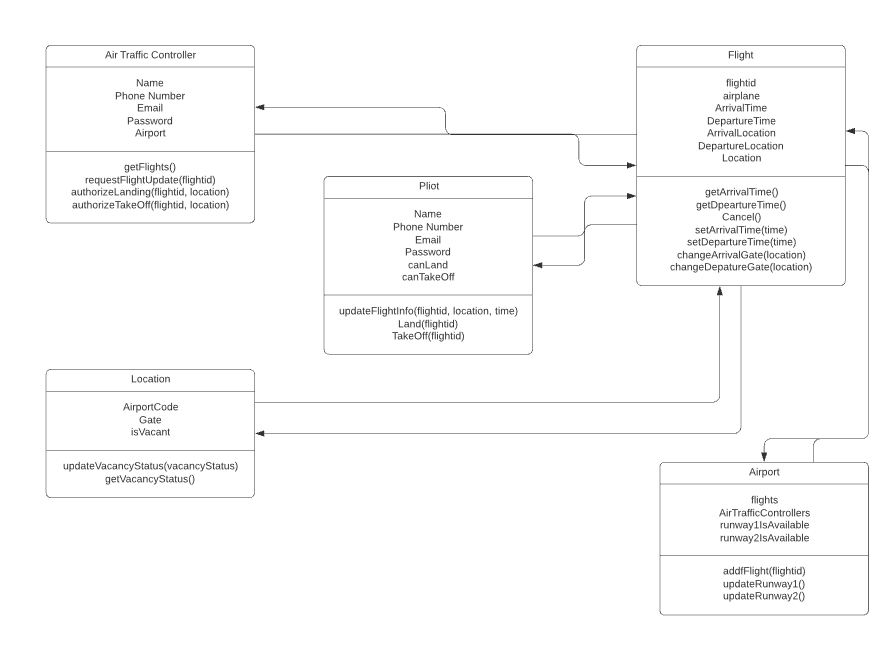 Air Traffic Controller
Name
Phone Number
Email
Password
Airport
getFlights()
requestFlightUpdate(flightid)
authorizeLanding(flightid, location)
authorizeTakeOff(flightid, location)
Flight
flightid
airplane
ArrivalTime
DepartureTime
ArrivalLocation
DepartureLocation
Location
getArrivalTime()
getDpeartureTime()
Cancel()
setArrivalTime(time)
setDepartureTime(time)
changeArrivalGate(location)
changeDepatureGate(location)
Pliot
Name
Phone Number
Email
Password
canLand
canTakeOff
updateFlightInfo(flightid, location, time)
Land(flightid)
TakeOff(flightid)
Location
AirportCode
Gate
isVacant
updateVacancyStatus(vacancyStatus)
getVacancyStatus()
Airport
flights
AirTrafficControllers
runway1IsAvailable
runway2IsAvailable
addfFlight(flightid)
updateRunway1()
updateRunway2()